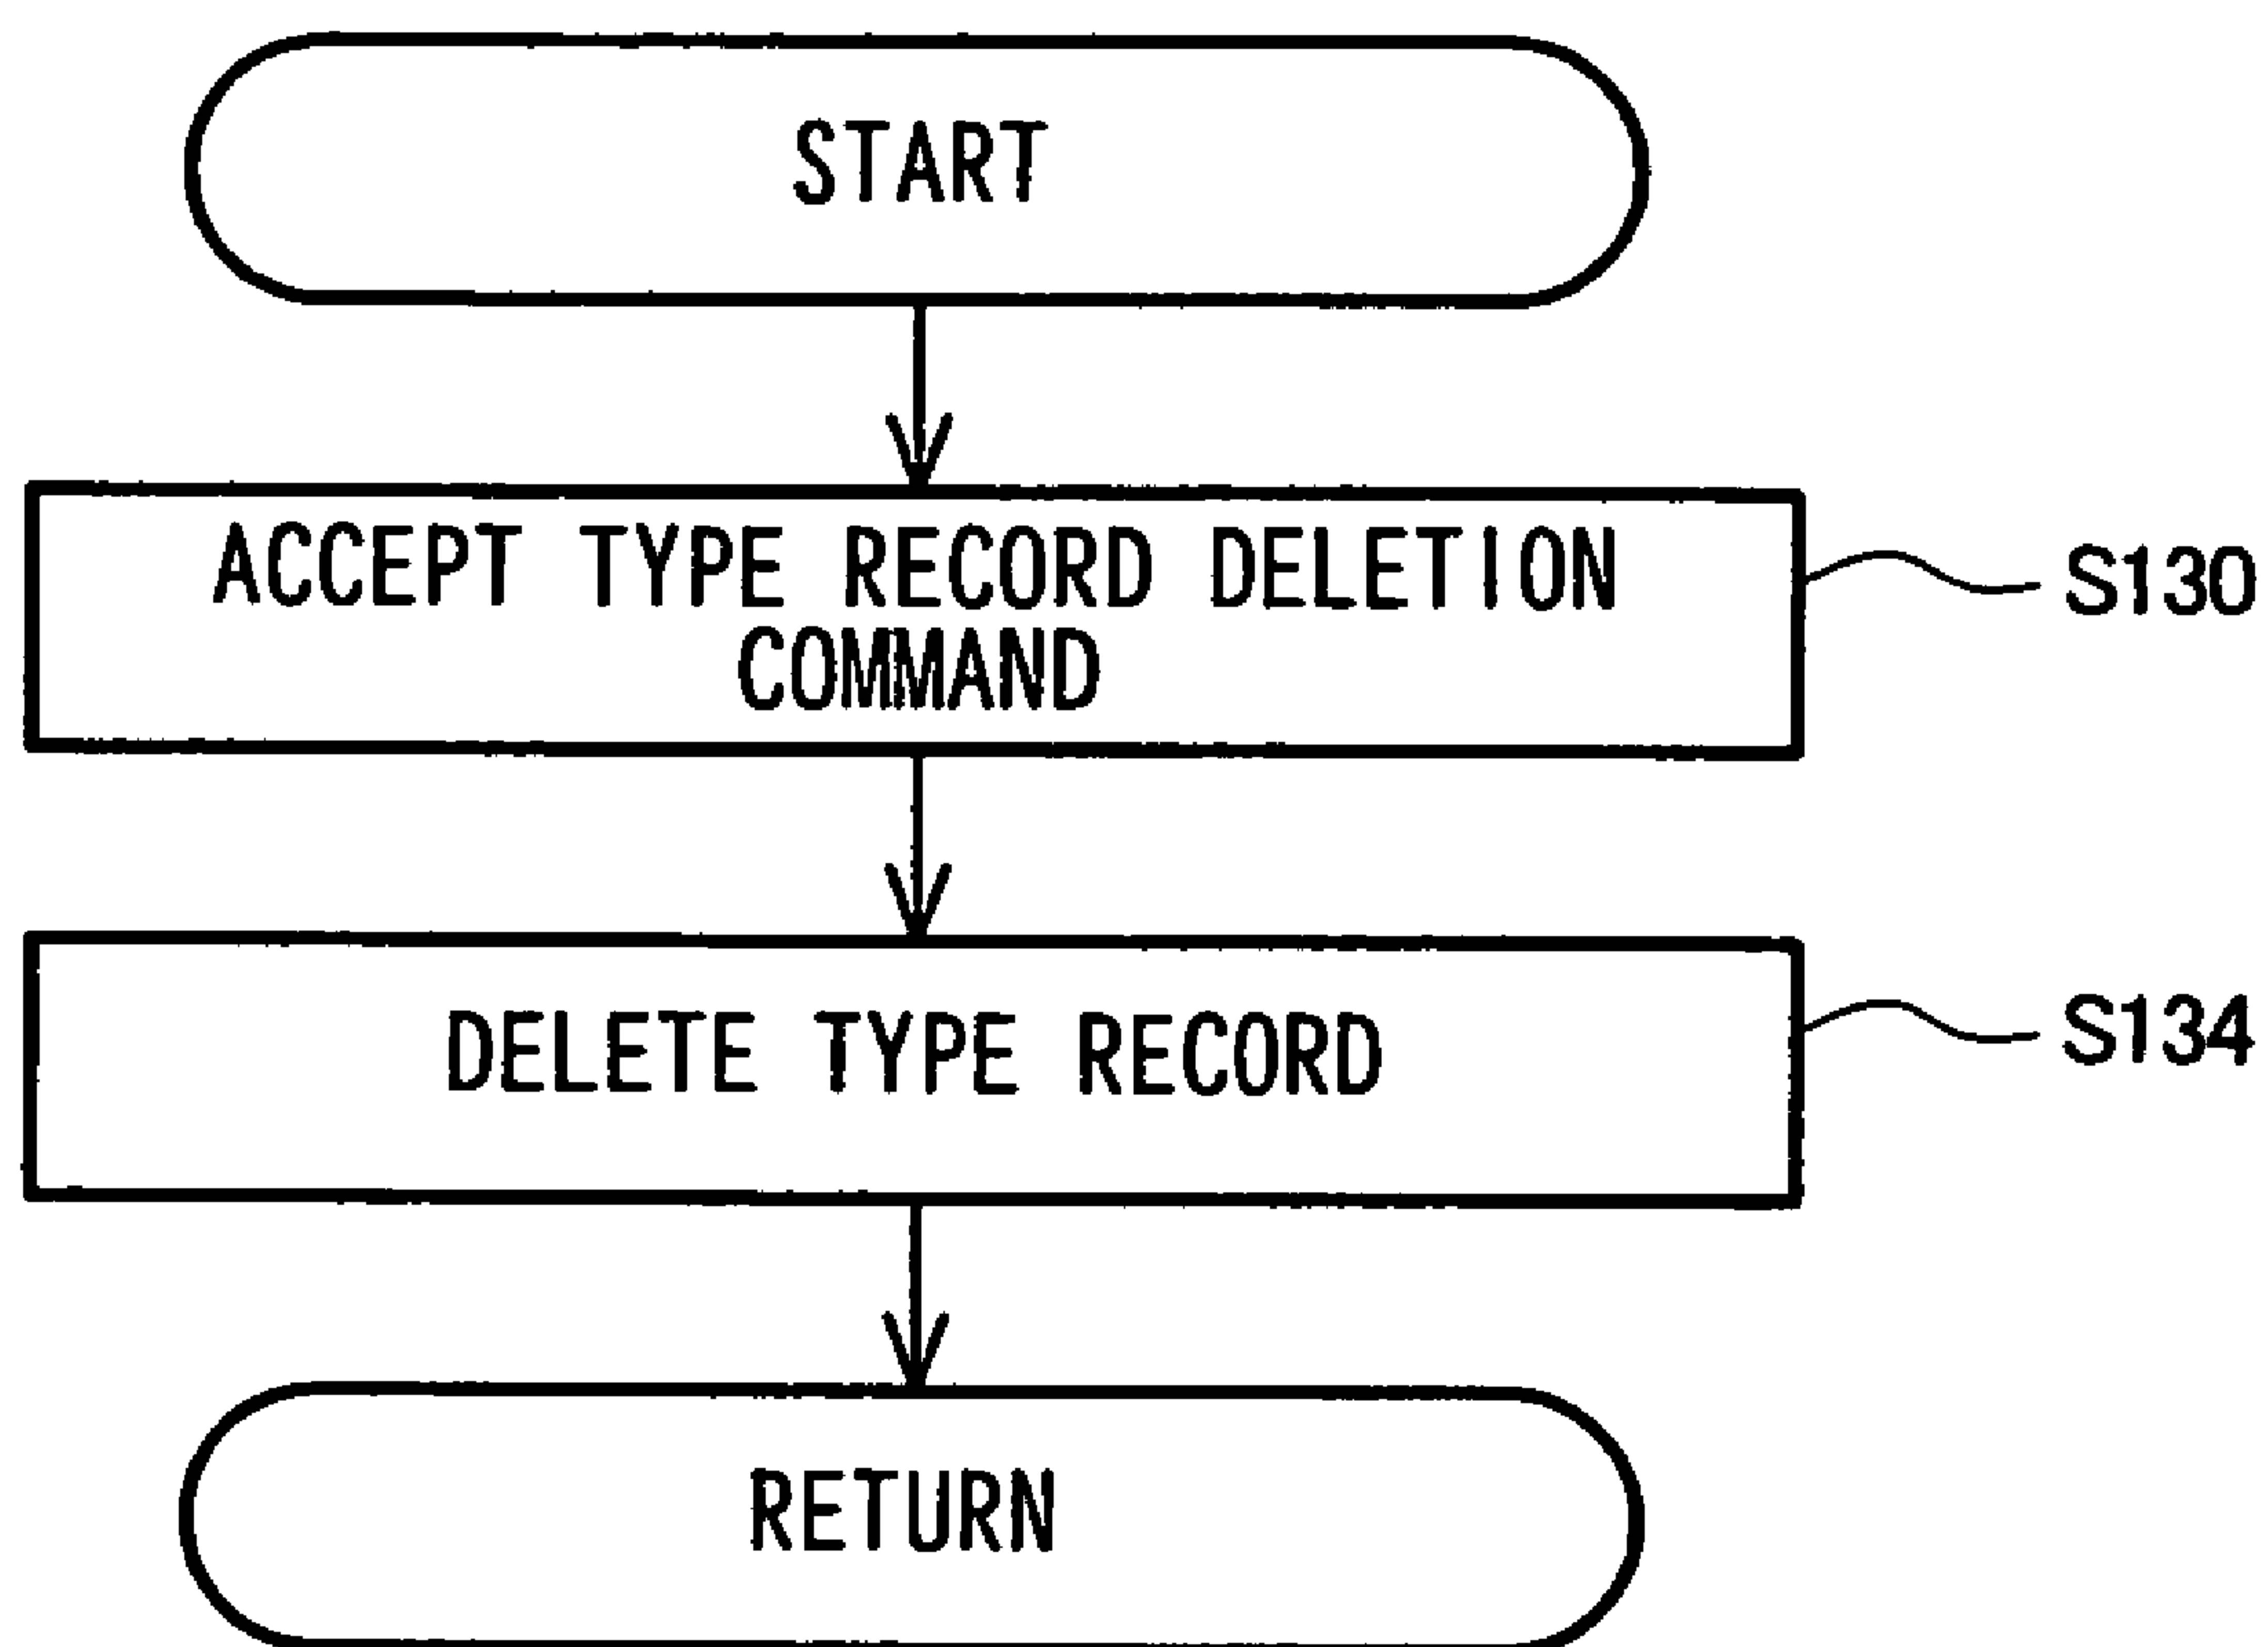 START
ACCEPT TYPE RECORD DELETION
COMMAND
S130
DELETE TYPE RECORD
S134
RETURN